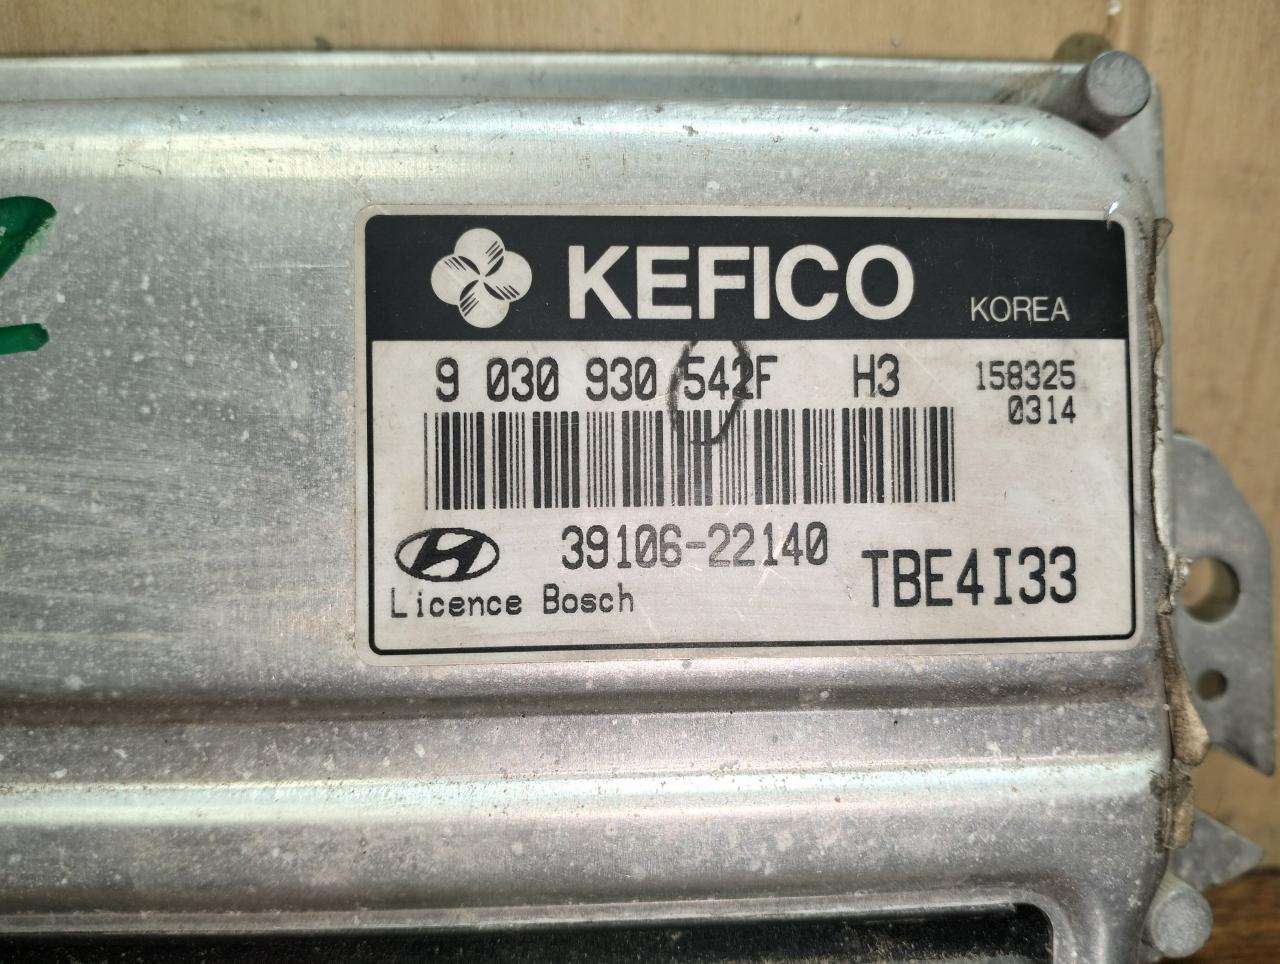 KEFICO
KOREA
9 030 930 542F H3 158325
0314
39106-22140
TBE4I33
Licence Bosch